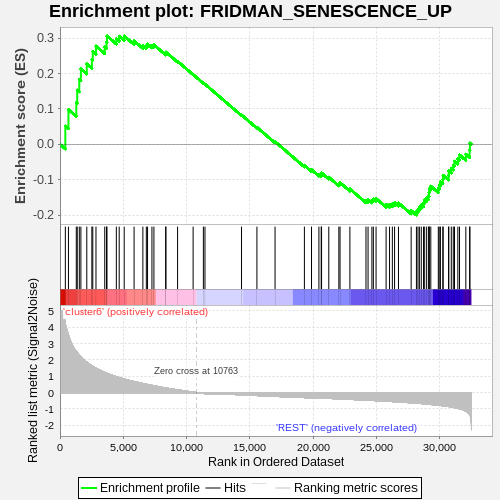 Enrichment plot: FRIDMAN_SENESCENCE_UP
Enrichment score (ES)
0.3
0.2
0.1
0.0
-0.1
-0.2
'cluster6' (positively correlated)
Ranked list metric (Signal2Noise)
5
4
3
2
1
0
-1
-2
Zero cross at 10763
'REST' (negatively correlated)
0
5,000
10,000
15,000
20,000
25,000
30,000
Rank in Ordered Dataset
Enrichment profile
Hits
Ranking metric scores